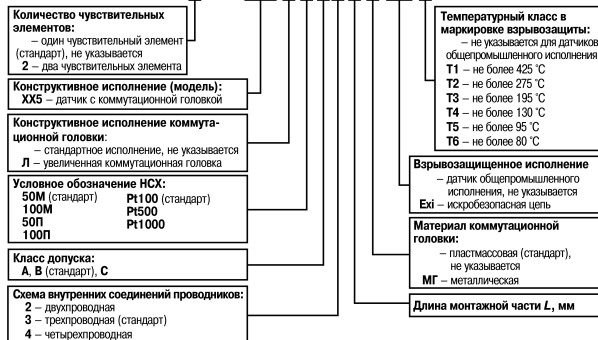 Количество чувствительных
элементов:
– один чувствительный элемент
(стандарт), не указывается
2 – два чувствительных элемента
Конструктивное исполнение (модель):
XX5 – датчик с коммутационной головкой
Конструктивное исполнение коммута-
ционной головки:
– стандартное исполнение, не указывается
Л – увеличенная коммутационная головка
Условное обозначение НСХ:
50М (стандарт) Pt100 (стандарт)
100М Pt500
50П Pt1000
100П
Класс допуска:
А, В (стандарт), С
Схема внутренних соединений проводников:
2 – двухпроводная
3 – трехпроводная (стандарт)
4 – четырехпроводная
Температурный класс в
маркировке взрывозащиты:
– не указывается для датчиков
общепромышленного исполнения
Т1 – не более 425 °С
Т2 – не более 275 °С
Т3 – не более 195 °С
Т4 – не более 130 °С
Т5 – не более 95 °С
Т6 – не более 80 °С
Взрывозащищенное исполнение
– датчик общепромышленного
исполнения, не указывается
Exi – искробезопасная цепь
Материал коммутационной
головки:
– пластмассовая (стандарт),
не указывается
МГ – металлическая
Длина монтажной части L, мм